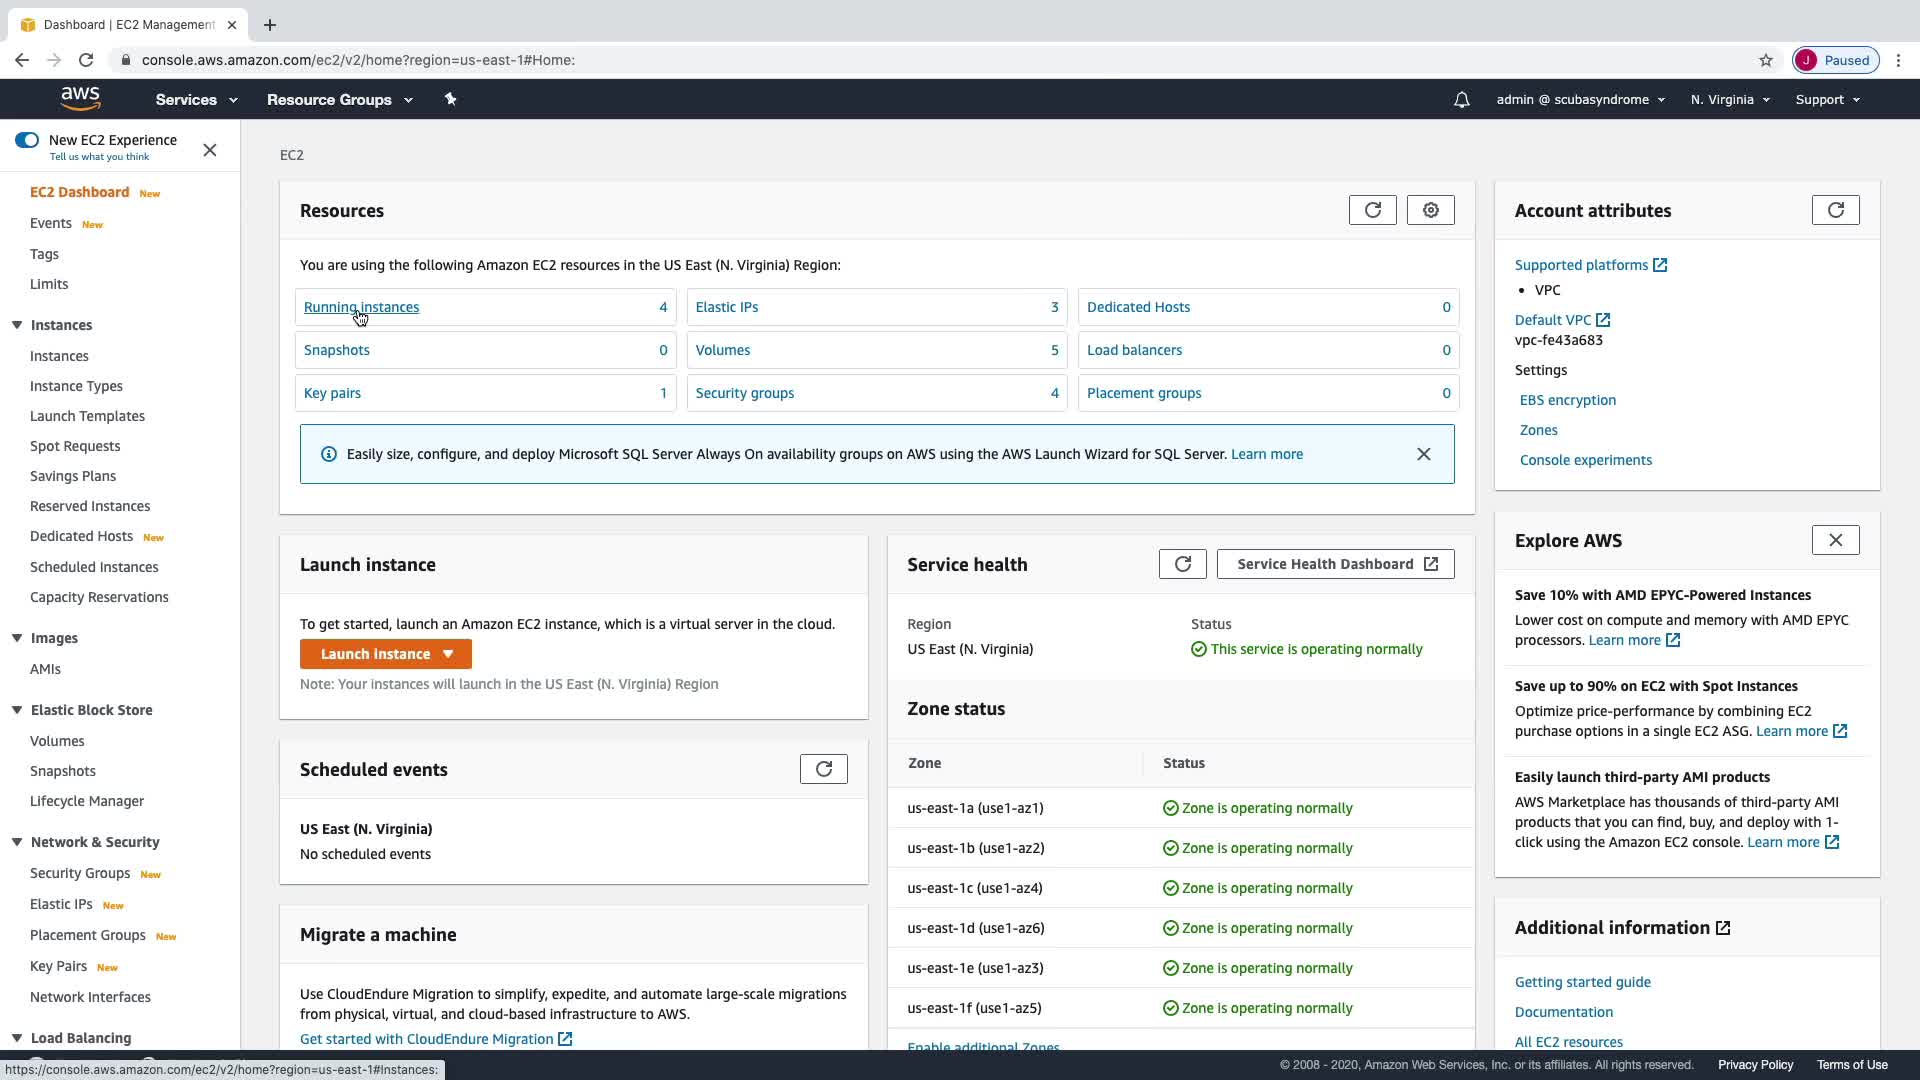 Dashboard | EC2 Management
console.aws.amazon.com/ec2/v2/home?region=us-east-1#Home:
J
Paused
aws
Services
Resource Groups
admin @ scubasyndrome
N. Virginia
Support
New EC2 Experience
Tell us what you think
EC2 Dashboard New
Events New
Tags
Limits
Instances
Instances
Instance Types
Launch Templates
Spot Requests
Savings Plans
Reserved Instances
Dedicated Hosts New
Scheduled Instances
Capacity Reservations
Images
AMIs
Elastic Block Store
Volumes
Snapshots
Lifecycle Manager
Network & Security
Security Groups New
Elastic IPs New
Placement Groups New
Key Pairs New
Network Interfaces
Load Balancing
https://console.aws.amazon.com/ec2/v2/home?region=us-east-1#Instances:
EC2
Resources
You are using the following Amazon EC2 resources in the US East (N. Virginia) Region:
Running instances 4
Elastic IPs 3
Dedicated Hosts 0
Snapshots 0
Volumes 5
Load balancers 0
Key pairs 1
Security groups 4
Placement groups 0
Easily size, configure, and deploy Microsoft SQL Server Always On availability groups on AWS using the AWS Launch Wizard for SQL Server. Learn more
Launch instance
To get started, launch an Amazon EC2 instance, which is a virtual server in the cloud.
Launch instance
Note: Your instances will launch in the US East (N. Virginia) Region
Scheduled events
US East (N. Virginia)
No scheduled events
Migrate a machine
Use CloudEndure Migration to simplify, expedite, and automate large-scale migrations
from physical, virtual, and cloud-based infrastructure to AWS.
Get started with CloudEndure Migration
Service health
Service Health Dashboard
Region
Status
US East (N. Virginia)
This service is operating normally
Zone status
Zone
Status
us-east-1a (use1-az1)
Zone is operating normally
us-east-1b (use1-az2)
Zone is operating normally
us-east-1c (use1-az4)
Zone is operating normally
us-east-1d (use1-az6)
Zone is operating normally
us-east-1e (use1-az3)
Zone is operating normally
us-east-1f (use1-az5)
Zone is operating normally
Enable additional Zones
Account attributes
Supported platforms
• VPC
Default VPC
vpc-fe43a683
Settings
EBS encryption
Zones
Console experiments
Explore AWS
Save 10% with AMD EPYC-Powered Instances
Lower cost on compute and memory with AMD EPYC
processors. Learn more
Save up to 90% on EC2 with Spot Instances
Optimize price-performance by combining EC2
purchase options in a single EC2 ASG. Learn more
Easily launch third-party AMI products
AWS Marketplace has thousands of third-party AMI
products that you can find, buy, and deploy with 1-
click using the Amazon EC2 console. Learn more
Additional information
Getting started guide
Documentation
All EC2 resources
© 2008 - 2020, Amazon Web Services, Inc. or its affiliates. All rights reserved.
Privacy Policy
Terms of Use